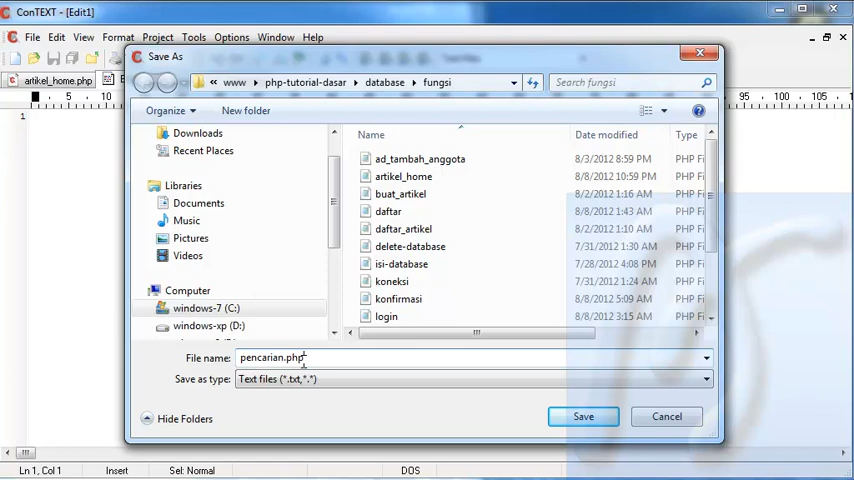 ConTEXT - [Edit1]
File Edit View Format Project Tools Options Window Help
Save As
artikel_home.php
« www ▸ php-tutorial-dasar ▸ database ▸ fungsi
Search fungsi
Organize New folder
Downloads
Recent Places
Libraries
Documents
Music
Pictures
Videos
Computer
windows-7 (C:)
windows-xp (D:)
Name Date modified Type
ad_tambah_anggota 8/3/2012 8:59 PM PHP Fi
artikel_home 8/8/2012 10:59 PM PHP Fi
buat_artikel 8/2/2012 1:16 AM PHP Fi
daftar 8/8/2012 1:43 AM PHP Fi
daftar_artikel 8/2/2012 1:10 AM PHP Fi
delete-database 7/31/2012 1:30 AM PHP Fi
isi-database 7/28/2012 4:08 PM PHP Fi
koneksi 7/31/2012 1:24 AM PHP Fi
konfirmasi 8/8/2012 5:09 AM PHP Fi
login 8/8/2012 3:15 AM PHP Fi
File name: pencarian.php
Save as type: Text files (*.txt,*.*)
Hide Folders Save Cancel
0 5 10 95 100 105
1
Ln 1, Col 1 Insert Sel: Normal DOS